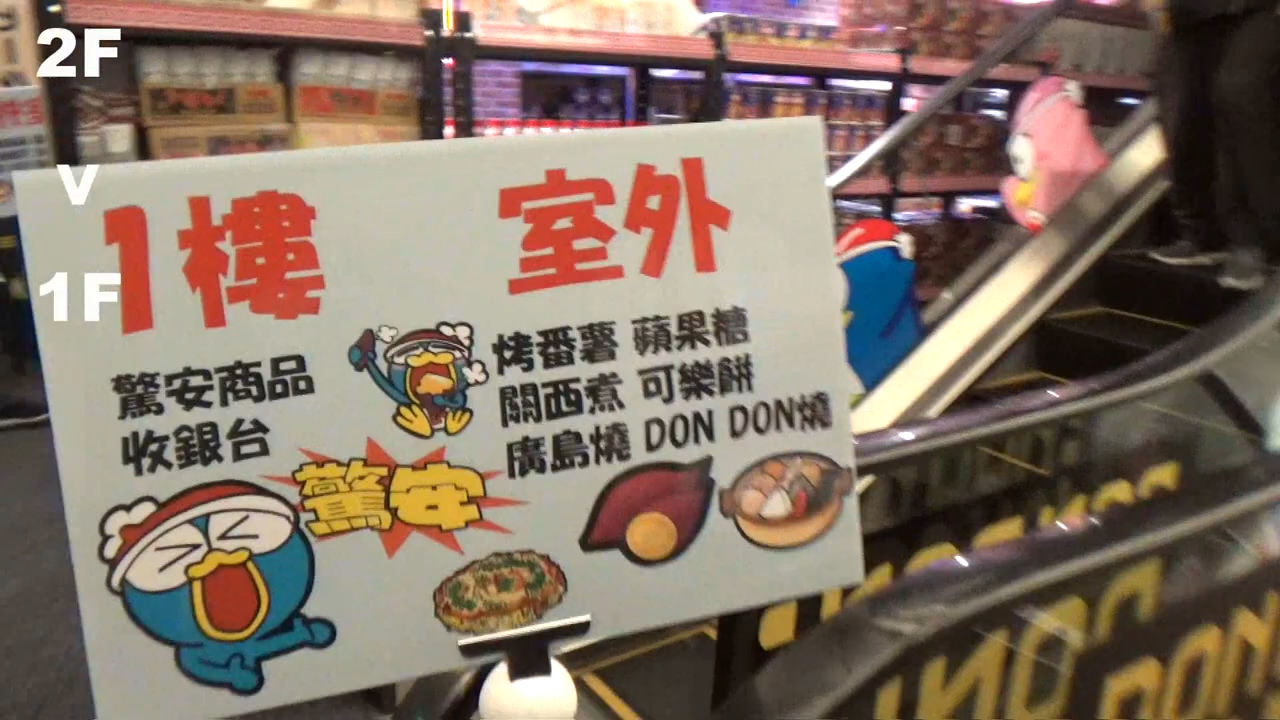 2F
V
1F
1樓
驚安商品
收銀台
驚安
室外
烤番薯 蘋果糖
關西煮 可樂餅
廣島燒 DON DON燒